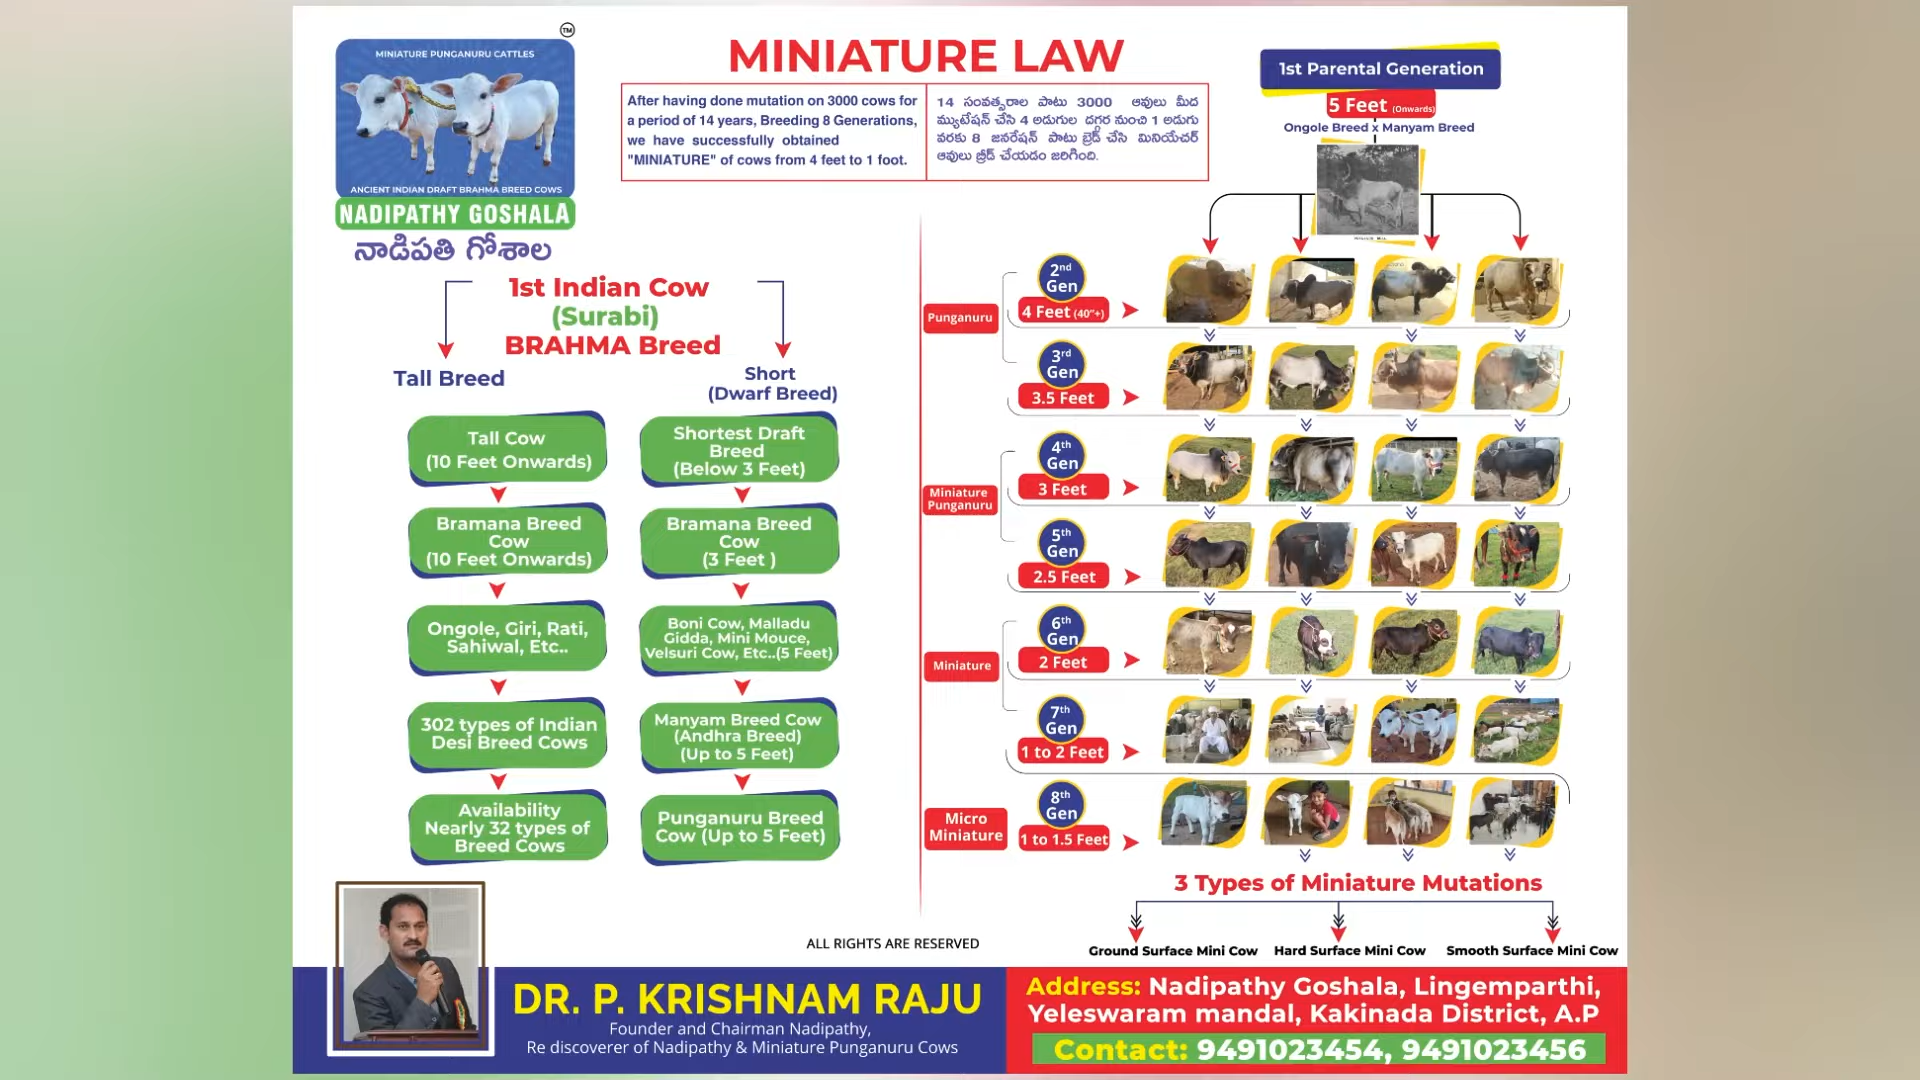 TM
MINIATURE PUNGANURU CATTLES
ANCIENT INDIAN DRAFT BRAHMA BREED COWS
NADIPATHY GOSHALA
నాడిపతి గోశాల
MINIATURE LAW
After having done mutation on 3000 cows for
a period of 14 years, Breeding 8 Generations,
we have successfully obtained
"MINIATURE" of cows from 4 feet to 1 foot.
14 సంవత్సరాల పాటు 3000 ఆవులు మీద
మ్యుటేషన్ చేసి 4 అడుగుల దగ్గర నుంచి 1 అడుగు
వరకు 8 జనరేషన్ పాటు బ్రెడ్ చేసి మినియేచర్
ఆవులు బ్రీడ్ చేయడం జరిగింది.
1st Indian Cow
(Surabi)
BRAHMA Breed
Tall Breed
Short
(Dwarf Breed)
Tall Cow
(10 Feet Onwards)
Bramana Breed
Cow
(10 Feet Onwards)
Ongole, Giri, Rati,
Sahiwal, Etc..
302 types of Indian
Desi Breed Cows
Availability
Nearly 32 types of
Breed Cows
Shortest Draft
Breed
(Below 3 Feet)
Bramana Breed
Cow
(3 Feet )
Boni Cow, Malladu
Gidda, Mini Mouce,
Velsuri Cow, Etc..(5 Feet)
Manyam Breed Cow
(Andhra Breed)
(Up to 5 Feet)
Punganuru Breed
Cow (Up to 5 Feet)
1st Parental Generation
5 Feet (Onwards)
Ongole Breed x Manyam Breed
Punganuru
2nd
Gen
4 Feet (40"+)
3rd
Gen
3.5 Feet
Miniature
Punganuru
4th
Gen
3 Feet
5th
Gen
2.5 Feet
Miniature
6th
Gen
2 Feet
7th
Gen
1 to 2 Feet
Micro
Miniature
8th
Gen
1 to 1.5 Feet
3 Types of Miniature Mutations
Ground Surface Mini Cow
Hard Surface Mini Cow
Smooth Surface Mini Cow
ALL RIGHTS ARE RESERVED
DR. P. KRISHNAM RAJU
Founder and Chairman Nadipathy,
Re discoverer of Nadipathy & Miniature Punganuru Cows
Address: Nadipathy Goshala, Lingemparthi,
Yeleswaram mandal, Kakinada District, A.P
Contact: 9491023454, 9491023456